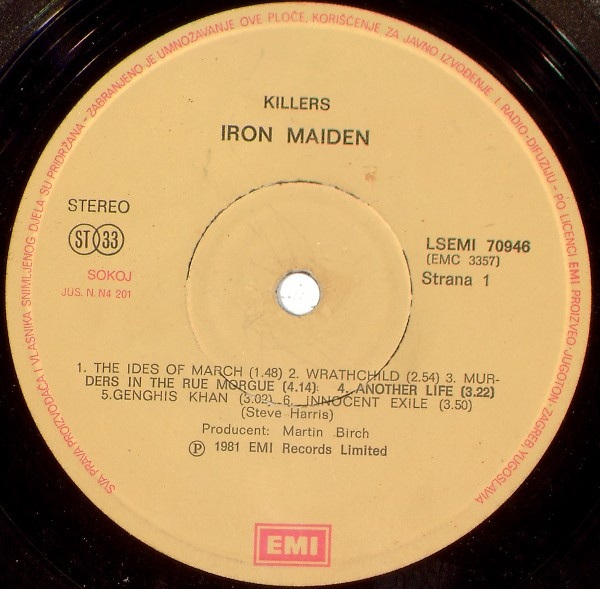 SVA PRAVA PROIZVOĐAČA I VLASNIKA SNIMLJENOG DJELA SU PRIDRŽANA - ZABRANJENO JE UMNOŽAVANJE OVE PLOČE, KORIŠĆENJE ZA JAVNO IZVOĐENJE I RADIO-DIFUZIJU - PO LICENCI EMI PROIZVEO - JUGOTON - ZAGREB, YUGOSLAVIA
KILLERS
IRON MAIDEN
STEREO
ST 33
SOKOJ
JUS. N. N4 201
LSEMI 70946
(EMC 3357)
Strana 1
1. THE IDES OF MARCH (1.48) 2. WRATHCHILD (2.54) 3. MUR-
DERS IN THE RUE MORGUE (4.14) 4. ANOTHER LIFE (3.22)
5.GENGHIS KHAN (3.02) 6. INNOCENT EXILE (3.50)
(Steve Harris)
Producer: Martin Birch
Ⓟ 1981 EMI Records Limited
EMI